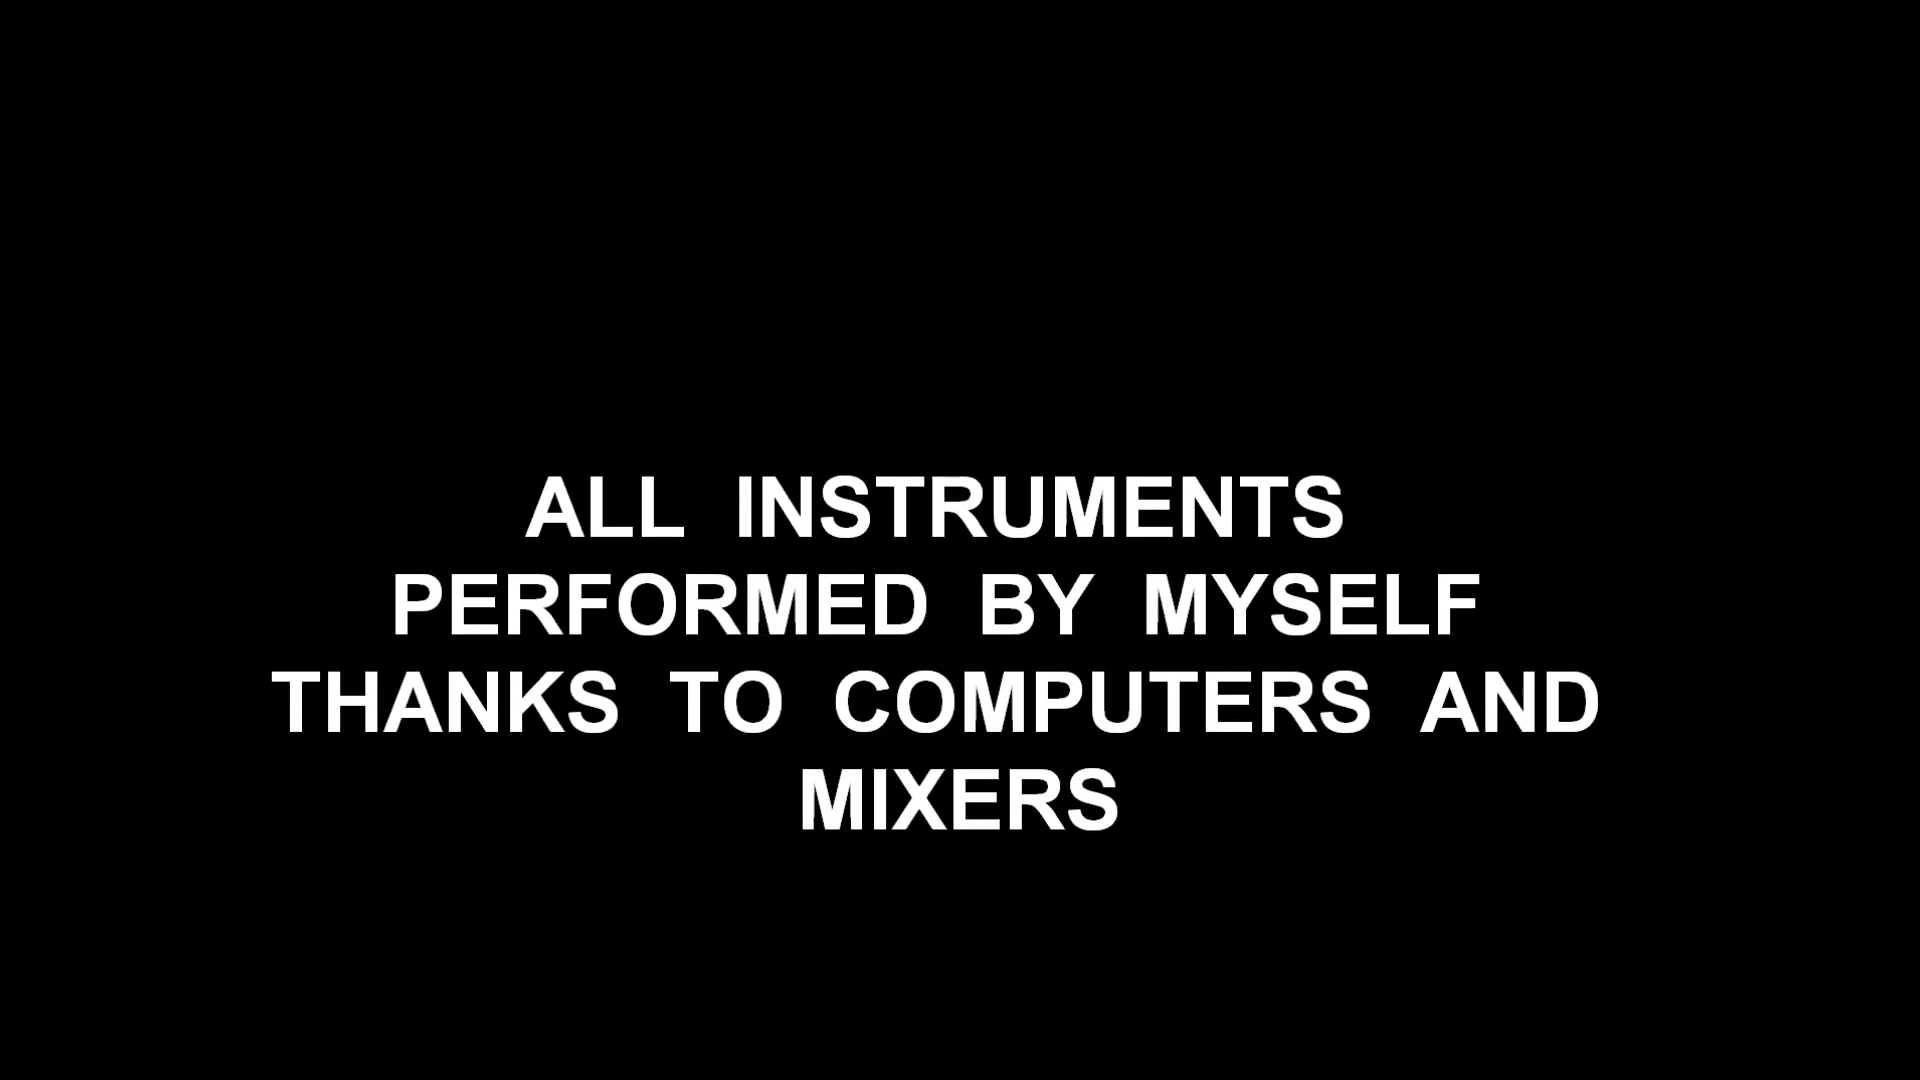 ALL INSTRUMENTS
PERFORMED BY MYSELF
THANKS TO COMPUTERS AND
MIXERS